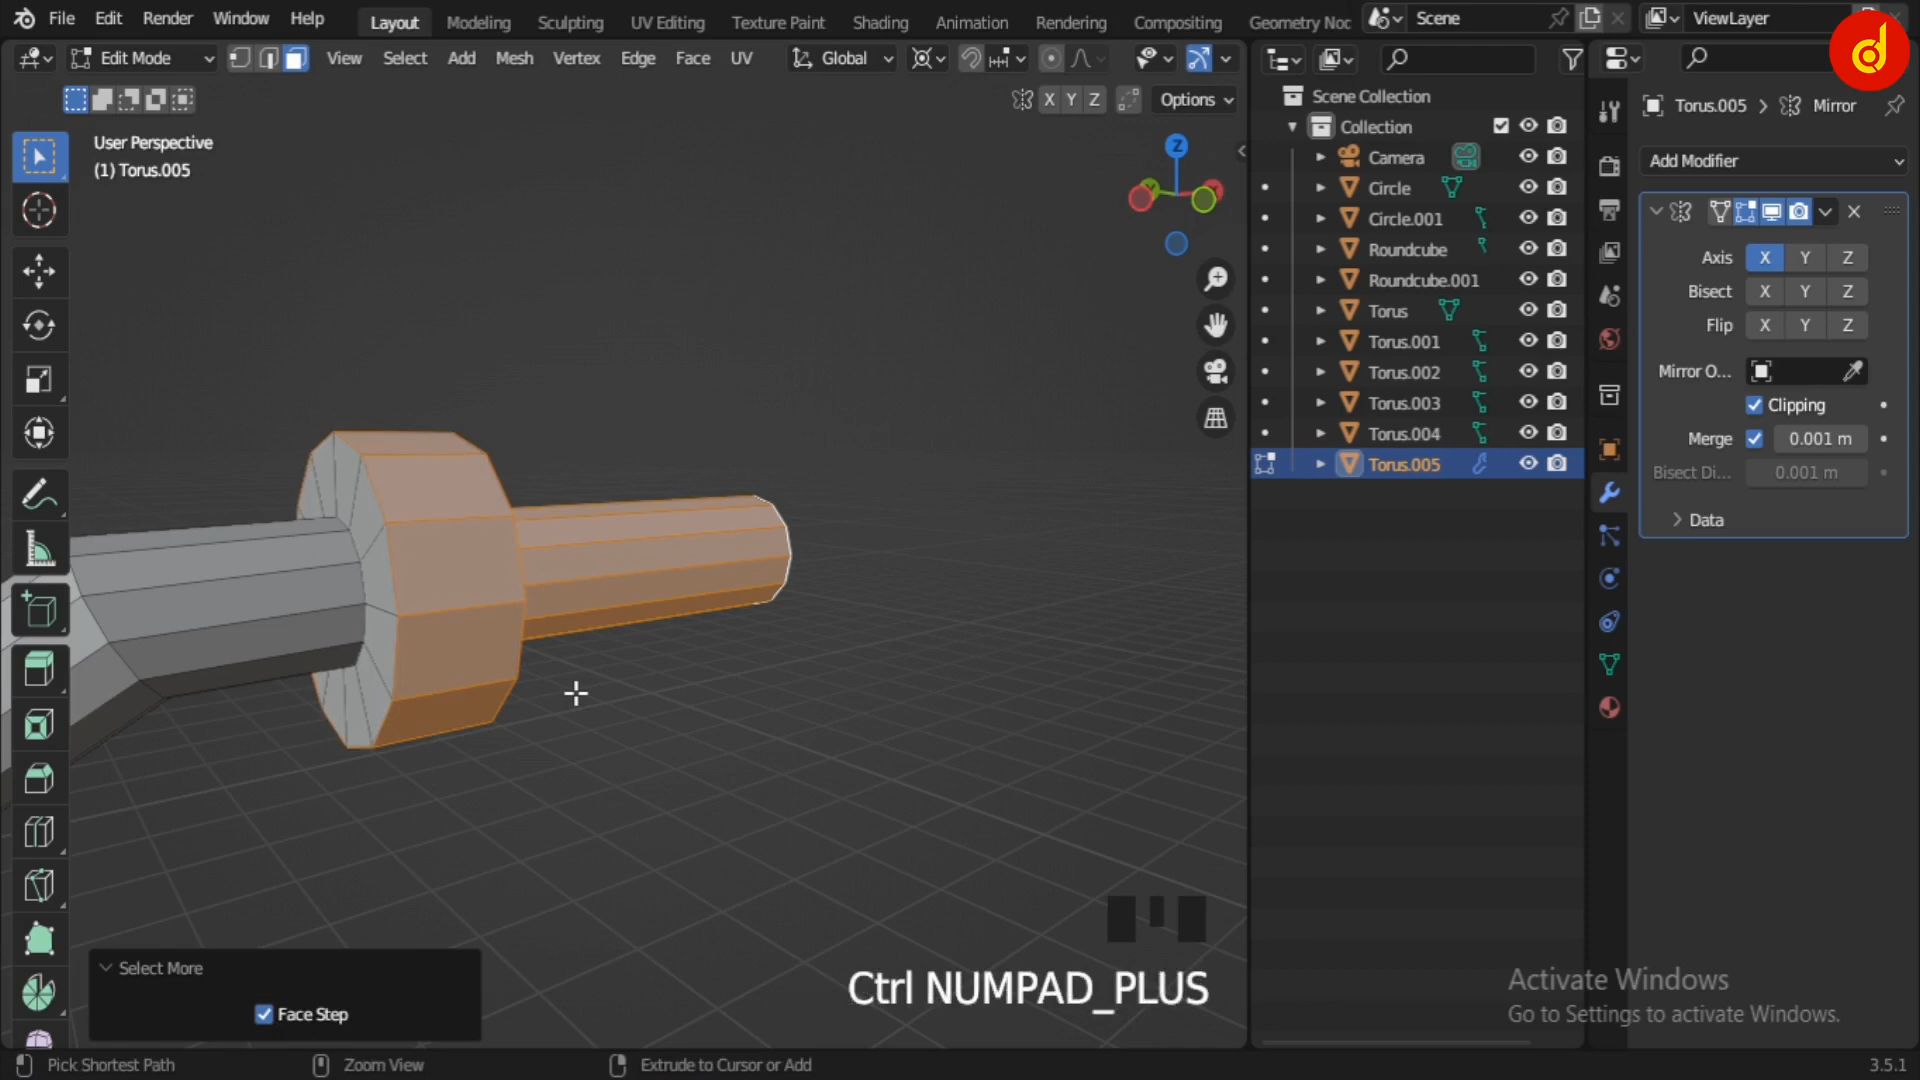 File Edit Render Window Help Layout Modeling Sculpting UV Editing Texture Paint Shading Animation Rendering Compositing Geometry Noc Scene ViewLayer
Edit Mode View Select Add Mesh Vertex Edge Face UV Global
X Y Z Options
User Perspective
(1) Torus.005
Z
Scene Collection
Collection
Camera
Circle
Circle.001
Roundcube
Roundcube.001
Torus
Torus.001
Torus.002
Torus.003
Torus.004
Torus.005
Torus.005 > Mirror
Add Modifier
Axis X Y Z
Bisect X Y Z
Flip X Y Z
Mirror O...
Clipping
Merge 0.001 m
Bisect Di... 0.001 m
Data
Select More
Face Step
Ctrl NUMPAD_PLUS
Activate Windows
Go to Settings to activate Windows.
Pick Shortest Path Zoom View Extrude to Cursor or Add 3.5.1